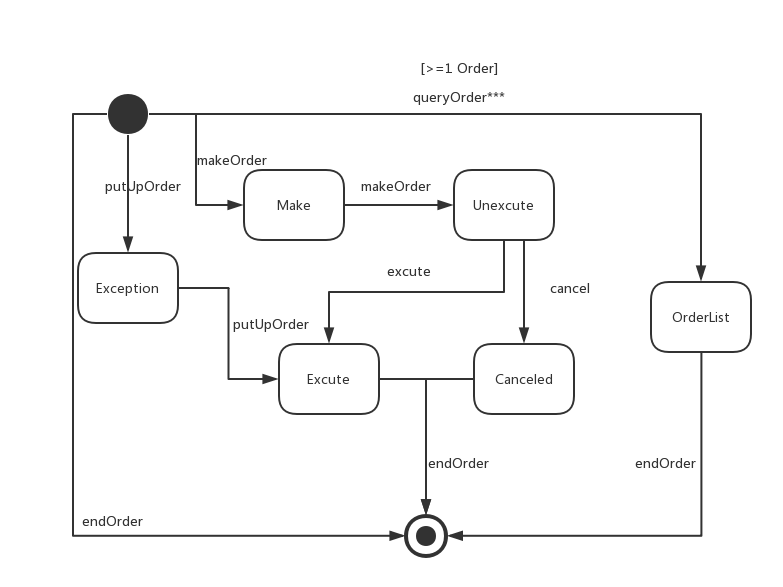 [>=1 Order]
queryOrder***
makeOrder
putUpOrder
makeOrder
Make
Unexcute
excute
cancel
Exception
OrderList
putUpOrder
Excute
Canceled
endOrder
endOrder
endOrder